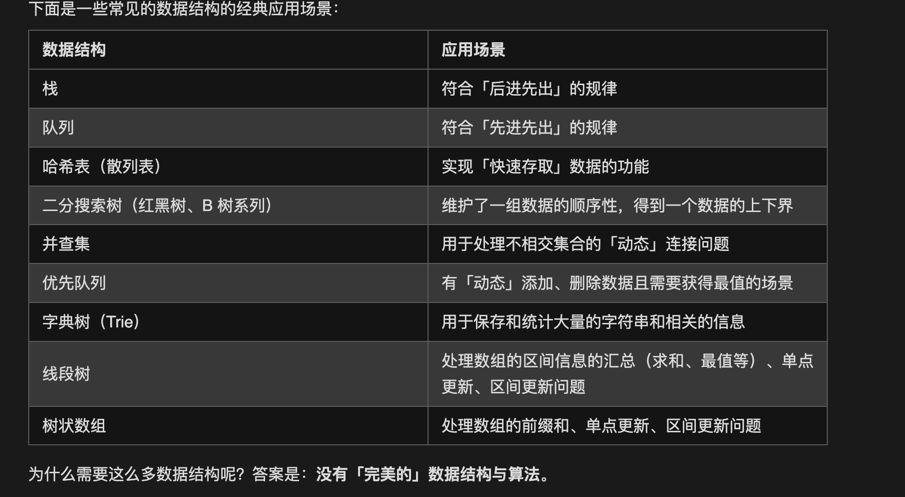 下面是一些常见的数据结构的经典应用场景：
数据结构 应用场景
栈 符合「后进先出」的规律
队列 符合「先进先出」的规律
哈希表（散列表） 实现「快速存取」数据的功能
二分搜索树（红黑树、B 树系列） 维护了一组数据的顺序性，得到一个数据的上下界
并查集 用于处理不相交集合的「动态」连接问题
优先队列 有「动态」添加、删除数据且需要获得最值的场景
字典树（Trie） 用于保存和统计大量的字符串和相关的信息
线段树 处理数组的区间信息的汇总（求和、最值等）、单点
更新、区间更新问题
树状数组 处理数组的前缀和、单点更新、区间更新问题
为什么需要这么多数据结构呢？答案是：没有「完美的」数据结构与算法。